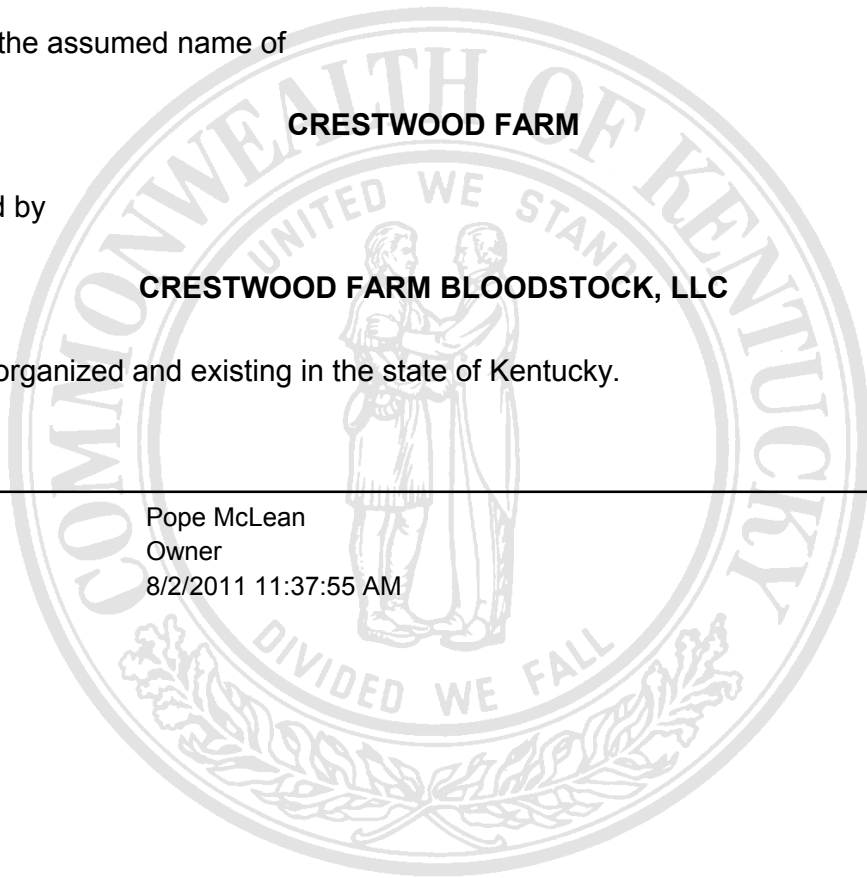 the assumed name of
CRESTWOOD FARM
d by
CRESTWOOD FARM BLOODSTOCK, LLC
organized and existing in the state of Kentucky.
Pope McLean
Owner
8/2/2011 11:37:55 AM
COMMONWEALTH OF KENTUCKY
UNITED WE STAND
DIVIDED WE FALL